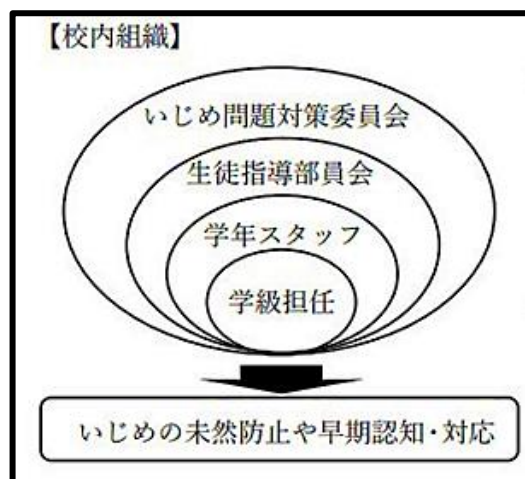 【校内組織】
いじめ問題対策委員会
生徒指導部員会
学年スタッフ
学級担任
いじめの未然防止や早期認知・対応